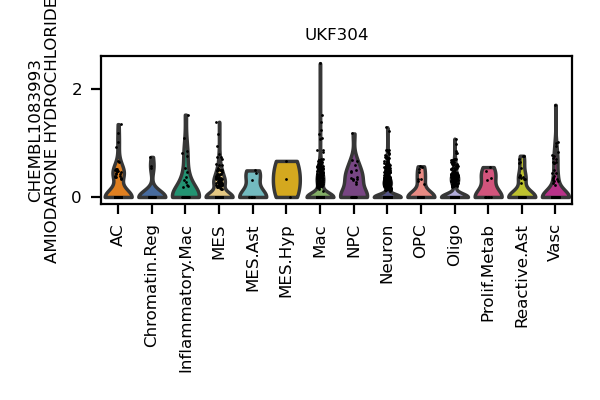 UKF304
CHEMBL1083993
AMIODARONE HYDROCHLORIDE
2
0
AC
Chromatin.Reg
Inflammatory.Mac
MES
MES.Ast
MES.Hyp
Mac
NPC
Neuron
OPC
Oligo
Prolif.Metab
Reactive.Ast
Vasc